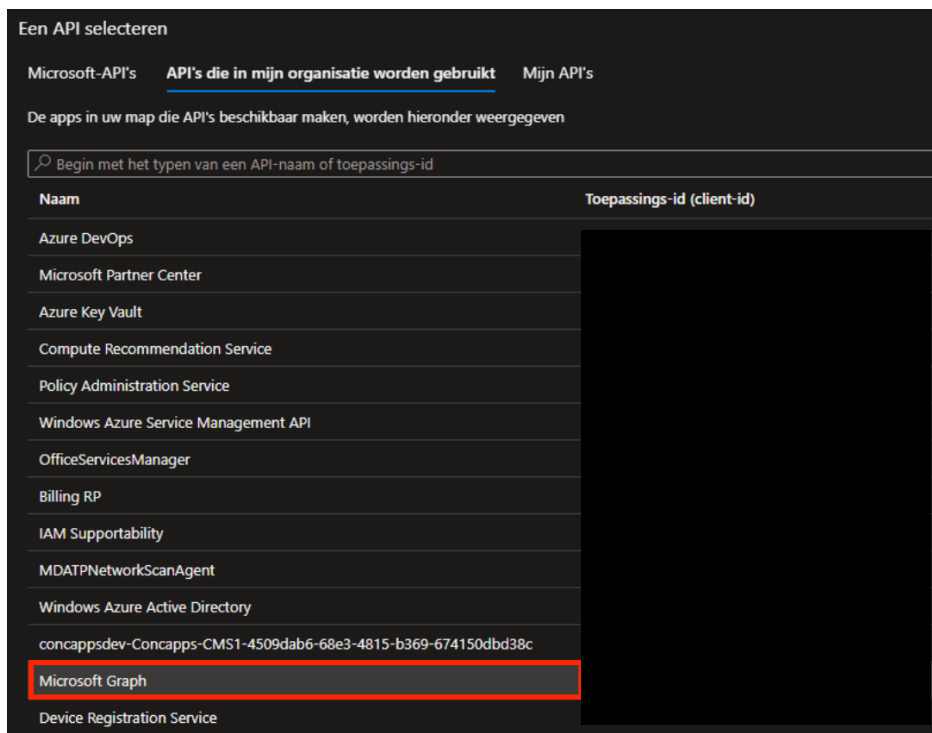 Een API selecteren
Microsoft-API's API's die in mijn organisatie worden gebruikt Mijn API's
De apps in uw map die API's beschikbaar maken, worden hieronder weergegeven
Begin met het typen van een API-naam of toepassings-id
Naam Toepassings-id (client-id)
Azure DevOps
Microsoft Partner Center
Azure Key Vault
Compute Recommendation Service
Policy Administration Service
Windows Azure Service Management API
OfficeServicesManager
Billing RP
IAM Supportability
MDATPNetworkScanAgent
Windows Azure Active Directory
concappsdev-Concapps-CMS1-4509dab6-68e3-4815-b369-674150dbd38c
Microsoft Graph
Device Registration Service